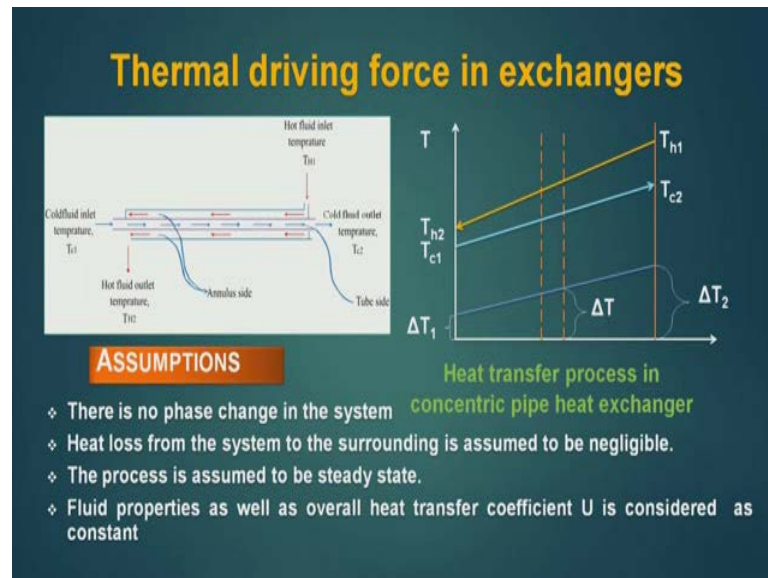 Thermal driving force in exchangers
Hot fluid inlet
temprature
TH1
Coldfluid inlet
temprature,
Tc1
Cold fluid outlet
temprature,
Tc2
Hot fluid outlet
temprature,
TH2
Annulus side
Tube side
T
Th1
Tc2
Th2
Tc1
ΔT1
ΔT
ΔT2
Heat transfer process in
concentric pipe heat exchanger
ASSUMPTIONS
❖ There is no phase change in the system
❖ Heat loss from the system to the surrounding is assumed to be negligible.
❖ The process is assumed to be steady state.
❖ Fluid properties as well as overall heat transfer coefficient U is considered as
constant